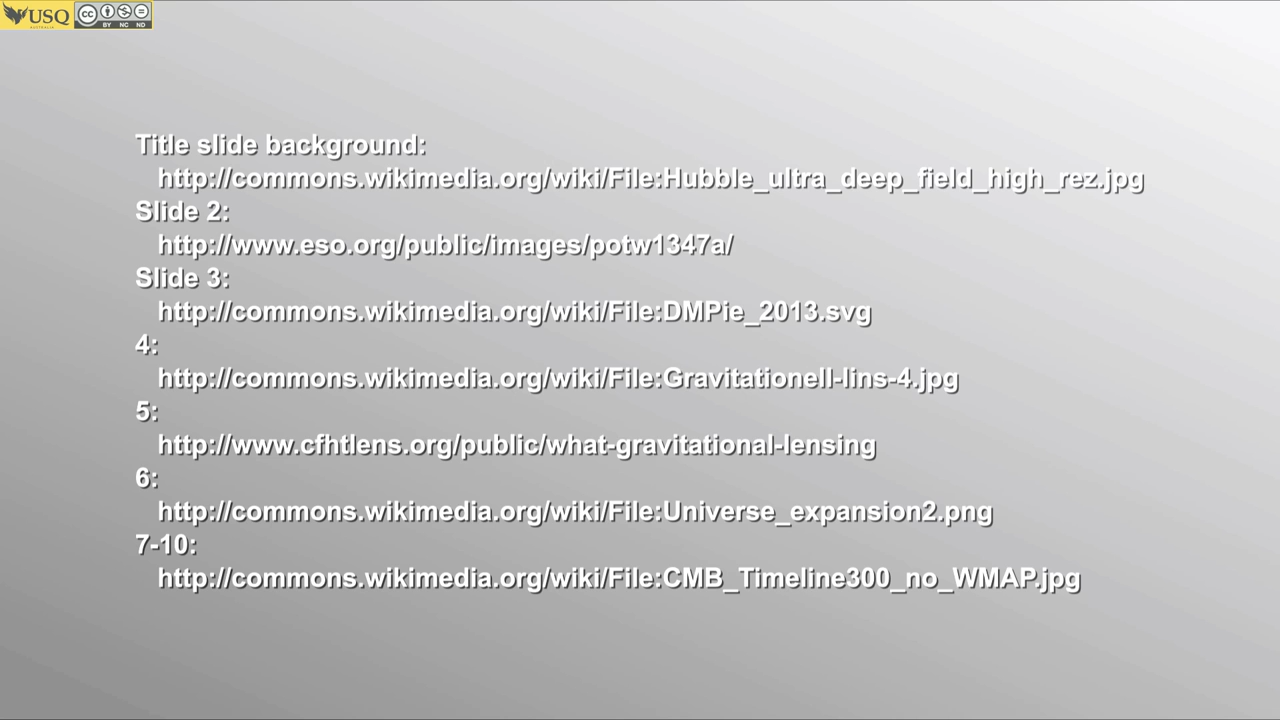 USQ
AUSTRALIA
cc
BY NC ND
Title slide background:
http://commons.wikimedia.org/wiki/File:Hubble_ultra_deep_field_high_rez.jpg
Slide 2:
http://www.eso.org/public/images/potw1347a/
Slide 3:
http://commons.wikimedia.org/wiki/File:DMPie_2013.svg
4:
http://commons.wikimedia.org/wiki/File:Gravitationell-lins-4.jpg
5:
http://www.cfhtlens.org/public/what-gravitational-lensing
6:
http://commons.wikimedia.org/wiki/File:Universe_expansion2.png
7-10:
http://commons.wikimedia.org/wiki/File:CMB_Timeline300_no_WMAP.jpg